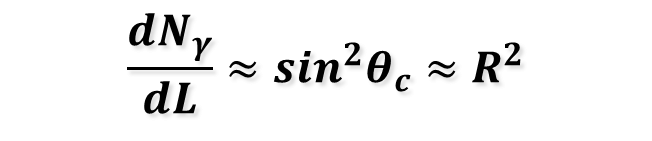 dNγ/dL ≈ sin²θc ≈ R²